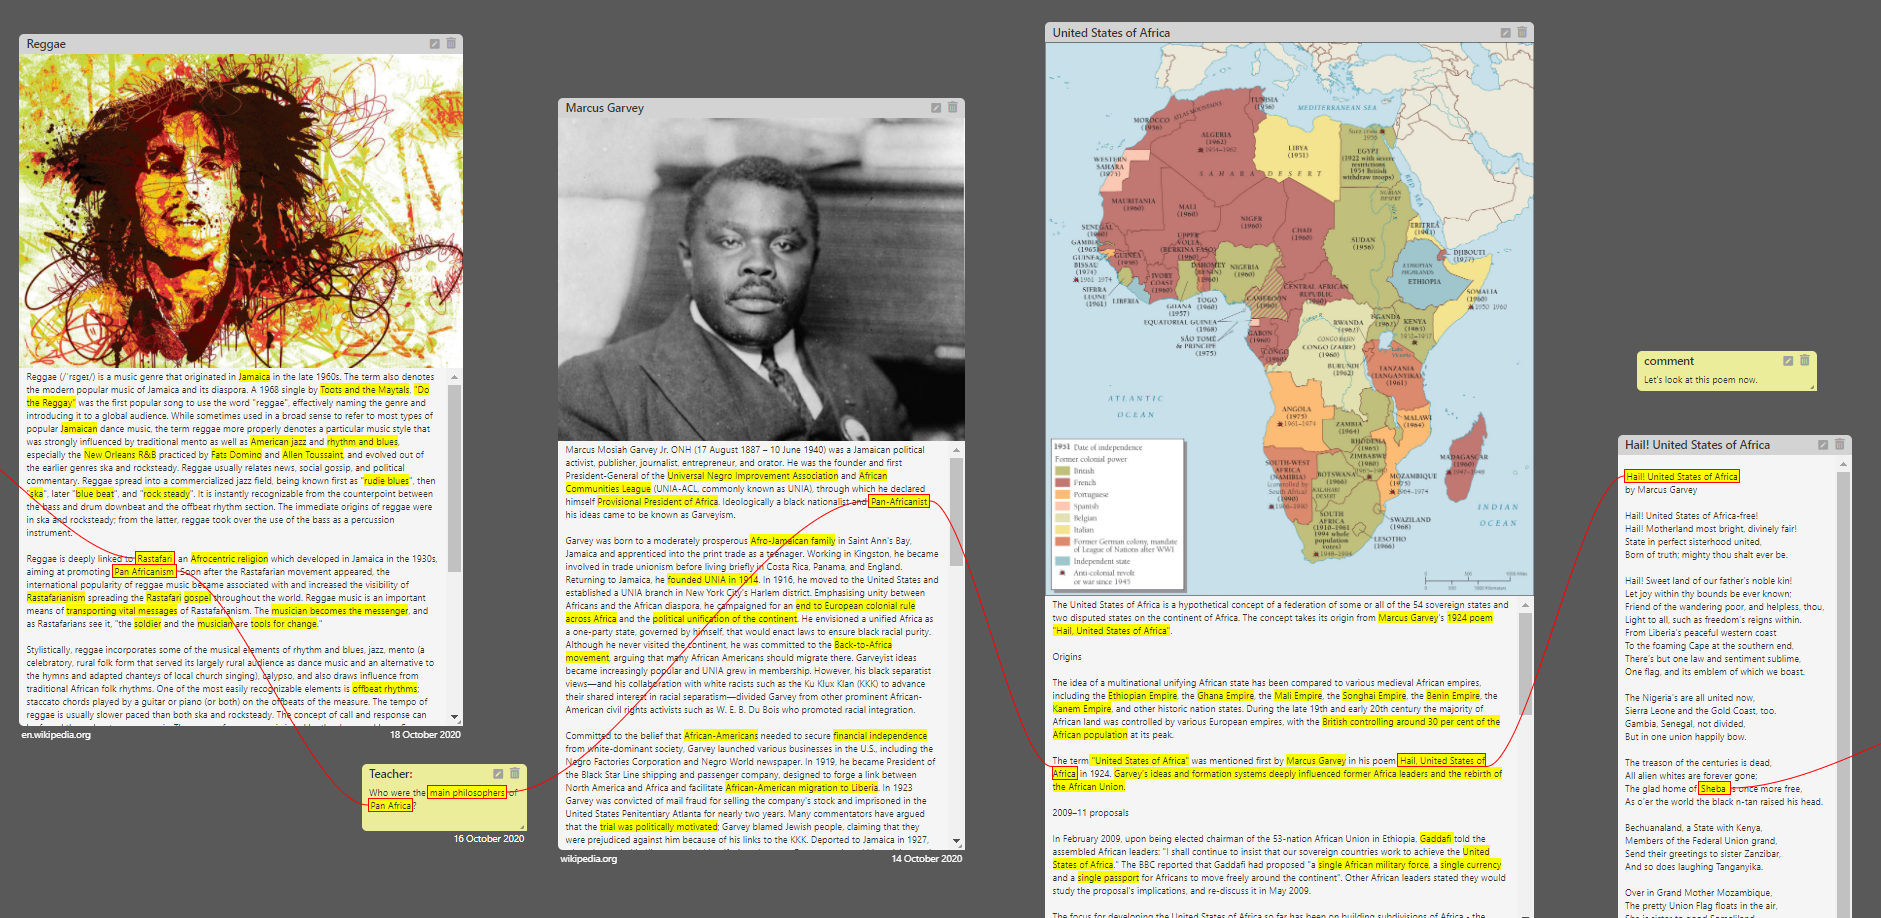 Reggae
Reggae (/ˈrɛɡeɪ/) is a music genre that originated in Jamaica in the late 1960s. The term also denotes
the modern popular music of Jamaica and its diaspora. A 1968 single by Toots and the Maytals, "Do
the Reggay" was the first popular song to use the word "reggae", effectively naming the genre and
introducing it to a global audience. While sometimes used in a broad sense to refer to most types of
popular Jamaican dance music, the term reggae more properly denotes a particular music style that
was strongly influenced by traditional mento as well as American jazz and rhythm and blues,
especially the New Orleans R&B practiced by Fats Domino and Allen Toussaint, and evolved out of
the earlier genres ska and rocksteady. Reggae usually relates news, social gossip, and political
commentary. Reggae spread into a commercialized jazz field, being known first as "rudie blues", then
"ska", later "blue beat", and "rock steady". It is instantly recognizable from the counterpoint between
the bass and drum downbeat and the offbeat rhythm section. The immediate origins of reggae were
in ska and rocksteady; from the latter, reggae took over the use of the bass as a percussion
instrument.
Reggae is deeply linked to Rastafari, an Afrocentric religion which developed in Jamaica in the 1930s,
aiming at promoting Pan Africanism. Soon after the Rastafarian movement appeared, the
international popularity of reggae music became associated with and increased the visibility of
Rastafarianism spreading the Rastafari gospel throughout the world. Reggae music is an important
means of transporting vital messages of Rastafarianism. The musician becomes the messenger, and
as Rastafarians see it, "the soldier and the musician are tools for change."
Stylistically, reggae incorporates some of the musical elements of rhythm and blues, jazz, mento (a
celebratory, rural folk form that served its largely rural audience as dance music and an alternative to
the hymns and adapted chanteys of local church singing), calypso, and also draws influence from
traditional African folk rhythms. One of the most easily recognizable elements is offbeat rhythms;
staccato chords played by a guitar or piano (or both) on the offbeats of the measure. The tempo of
reggae is usually slower paced than both ska and rocksteady. The concept of call and response can
en.wikipedia.org
18 October 2020
Teacher:
Who were the main philosophers of
Pan Africa?
16 October 2020
Marcus Garvey
Marcus Mosiah Garvey Jr. ONH (17 August 1887 – 10 June 1940) was a Jamaican political
activist, publisher, journalist, entrepreneur, and orator. He was the founder and first
President-General of the Universal Negro Improvement Association and African
Communities League (UNIA-ACL, commonly known as UNIA), through which he declared
himself Provisional President of Africa. Ideologically a black nationalist and Pan-Africanist,
his ideas came to be known as Garveyism.
Garvey was born to a moderately prosperous Afro-Jamaican family in Saint Ann's Bay,
Jamaica and apprenticed into the print trade as a teenager. Working in Kingston, he became
involved in trade unionism before living briefly in Costa Rica, Panama, and England.
Returning to Jamaica, he founded UNIA in 1914. In 1916, he moved to the United States and
established a UNIA branch in New York City's Harlem district. Emphasising unity between
Africans and the African diaspora, he campaigned for an end to European colonial rule
across Africa and the political unification of the continent. He envisioned a unified Africa as
a one-party state, governed by himself, that would enact laws to ensure black racial purity.
Although he never visited the continent, he was committed to the Back-to-Africa
movement, arguing that many African Americans should migrate there. Garveyist ideas
became increasingly popular and UNIA grew in membership. However, his black separatist
views—and his collaboration with white racists such as the Ku Klux Klan (KKK) to advance
their shared interest in racial separatism—divided Garvey from other prominent African-
American civil rights activists such as W. E. B. Du Bois who promoted racial integration.
Committed to the belief that African-Americans needed to secure financial independence
from white-dominant society, Garvey launched various businesses in the U.S., including the
Negro Factories Corporation and Negro World newspaper. In 1919, he became President of
the Black Star Line shipping and passenger company, designed to forge a link between
North America and Africa and facilitate African-American migration to Liberia. In 1923
Garvey was convicted of mail fraud for selling the company's stock and imprisoned in the
United States Penitentiary Atlanta for nearly two years. Many commentators have argued
that the trial was politically motivated; Garvey blamed Jewish people, claiming that they
were prejudiced against him because of his links to the KKK. Deported to Jamaica in 1927,
wikipedia.org
14 October 2020
United States of Africa
MEDITERRANEAN SEA
TUNISIA
(1956)
MOROCCO
(1956)
ATLAS MOUNTAINS
ALGERIA
(1962)
1954–1962
LIBYA
(1951)
EGYPT
(1922 with severe
restrictions
1954 British
withdraw troops)
WESTERN
SAHARA
(1975)
SAHARA DESERT
RED SEA
NUBIAN
DESERT
MAURITANIA
(1960)
MALI
(1960)
NIGER
(1960)
CHAD
(1960)
SUDAN
(1956)
ERITREA
DJIBOUTI
(1977)
SENEGAL
(1960)
GAMBIA
(1965)
GUINEA-
BISSAU
(1974)
1961–1974
GUINEA
UPPER
VOLTA
(BURKINA FASO)
(1960)
DAHOMEY
(BENIN)
NIGERIA
(1960)
ETHIOPIAN
HIGHLANDS
ETHIOPIA
SIERRA
LEONE
(1961)
LIBERIA
IVORY
COAST
(1960)
GHANA
(1957)
TOGO
(1960)
CAMEROON
(1960)
CENTRAL AFRICAN
REPUBLIC
SOMALIA
(1960)
EQUATORIAL GUINEA
(1968)
SÃO TOMÉ
& PRINCIPE
(1975)
GABON
(1960)
CONGO
RWANDA
(1962)
UGANDA
KENYA
(1963)
CONGO BASIN
CONGO (ZAIRE)
(1960)
BURUNDI
(1962)
TANZANIA
(TANGANYIKA)
(1961)
ATLANTIC
OCEAN
ANGOLA
(1975)
1961–1974
ZAMBIA
(1964)
MALAWI
(1964)
RHODESIA
ZIMBABWE
MOZAMBIQUE
(1975)
1964–1974
MADAGASCAR
(1960)
SOUTH-WEST
AFRICA
(NAMIBIA)
(controlled by
South Africa)
(1990)
BOTSWANA
(1966)
KALAHARI
DESERT
INDIAN
OCEAN
SOUTH
AFRICA
(1910–1961
1994 whole
population
votes)
SWAZILAND
(1968)
LESOTHO
(1966)
1951 Date of independence
Former colonial power
British
French
Portuguese
Spanish
Belgian
Italian
Former German colony, mandate
of League of Nations after WWI
Independent state
Anti-colonial revolt
or war since 1945
The United States of Africa is a hypothetical concept of a federation of some or all of the 54 sovereign states and
two disputed states on the continent of Africa. The concept takes its origin from Marcus Garvey's 1924 poem
"Hail, United States of Africa".
Origins
The idea of a multinational unifying African state has been compared to various medieval African empires,
including the Ethiopian Empire, the Ghana Empire, the Mali Empire, the Songhai Empire, the Benin Empire, the
Kanem Empire, and other historic nation states. During the late 19th and early 20th century the majority of
African land was controlled by various European empires, with the British controlling around 30 per cent of the
African population at its peak.
The term "United States of Africa" was mentioned first by Marcus Garvey in his poem Hail, United States of
Africa in 1924. Garvey's ideas and formation systems deeply influenced former Africa leaders and the rebirth of
the African Union.
2009–11 proposals
In February 2009, upon being elected chairman of the 53-nation African Union in Ethiopia, Gaddafi told the
assembled African leaders: "I shall continue to insist that our sovereign countries work to achieve the United
States of Africa." The BBC reported that Gaddafi had proposed "a single African military force, a single currency
and a single passport for Africans to move freely around the continent". Other African leaders stated they would
study the proposal's implications, and re-discuss it in May 2009.
The focus for developing the United States of Africa so far has been on building subdivisions of Africa - the
comment
Let's look at this poem now.
Hail! United States of Africa
Hail! United States of Africa
by Marcus Garvey
Hail! United States of Africa-free!
Hail! Motherland most bright, divinely fair!
State in perfect sisterhood united,
Born of truth; mighty thou shalt ever be.
Hail! Sweet land of our father's noble kin!
Let joy within thy bounds be ever known;
Friend of the wandering poor, and helpless, thou,
Light to all, such as freedom's reigns within.
From Liberia's peaceful western coast
To the foaming Cape at the southern end,
There's but one law and sentiment sublime,
One flag, and its emblem of which we boast.
The Nigeria's are all united now,
Sierra Leone and the Gold Coast, too.
Gambia, Senegal, not divided,
But in one union happily bow.
The treason of the centuries is dead,
All alien whites are forever gone;
The glad home of Sheba is once more free,
As o'er the world the black n-tan raised his head.
Bechuanaland, a State with Kenya,
Members of the Federal Union grand,
Send their greetings to sister Zanzibar,
And so does laughing Tanganyika.
Over in Grand Mother Mozambique,
The pretty Union Flag floats in the air,